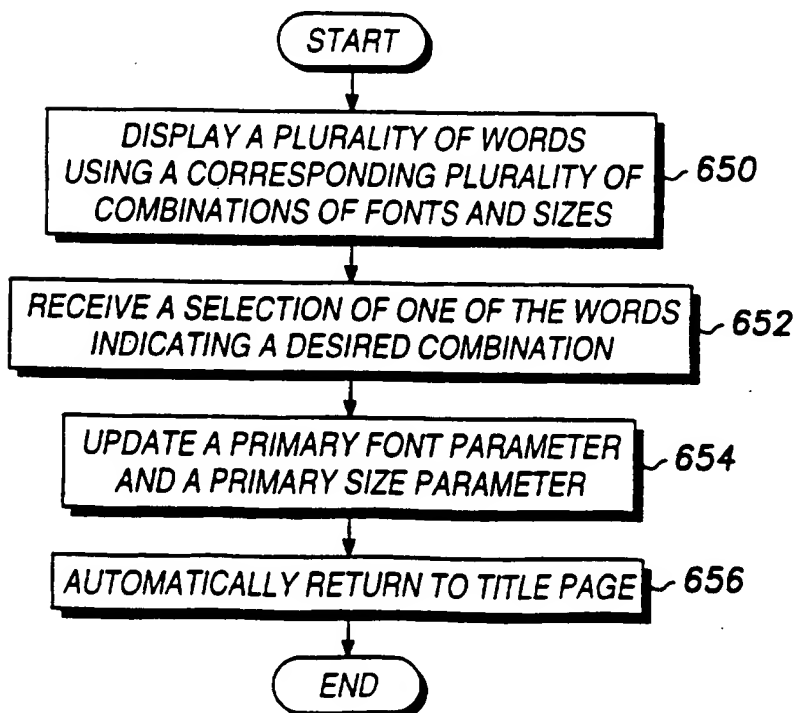 START
DISPLAY A PLURALITY OF WORDS
USING A CORRESPONDING PLURALITY OF
COMBINATIONS OF FONTS AND SIZES
650
RECEIVE A SELECTION OF ONE OF THE WORDS
INDICATING A DESIRED COMBINATION
652
UPDATE A PRIMARY FONT PARAMETER
AND A PRIMARY SIZE PARAMETER
654
AUTOMATICALLY RETURN TO TITLE PAGE
656
END